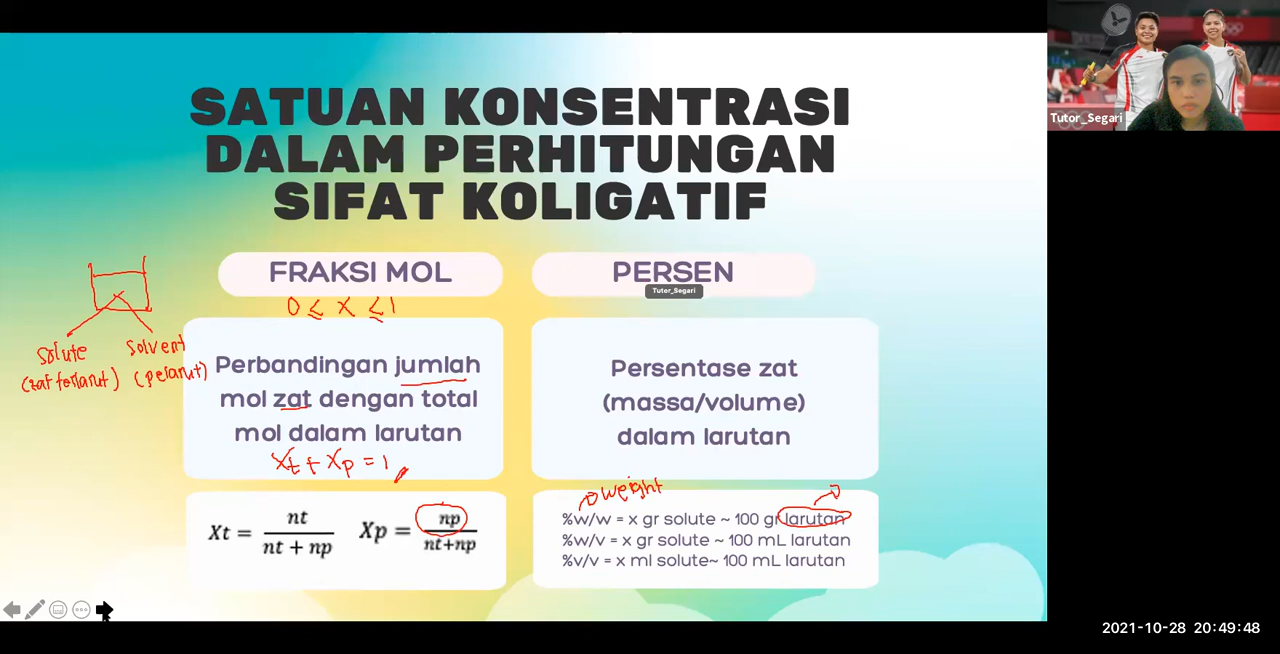 SATUAN KONSENTRASI
DALAM PERHITUNGAN
SIFAT KOLIGATIF
FRAKSI MOL
0 ≤ x ≤ 1
Perbandingan jumlah
mol zat dengan total
mol dalam larutan
Xt + Xp = 1
Xt = nt / nt + np
Xp = np / nt+np
solute
(zat terlarut)
solvent
(pelarut)
PERSEN
Tutor_Segari
Persentase zat
(massa/volume)
dalam larutan
weight
%w/w = x gr solute ~ 100 gr larutan
%w/v = x gr solute ~ 100 mL larutan
%v/v = x ml solute~ 100 mL larutan
Tutor_Segari
2021-10-28 20:49:48